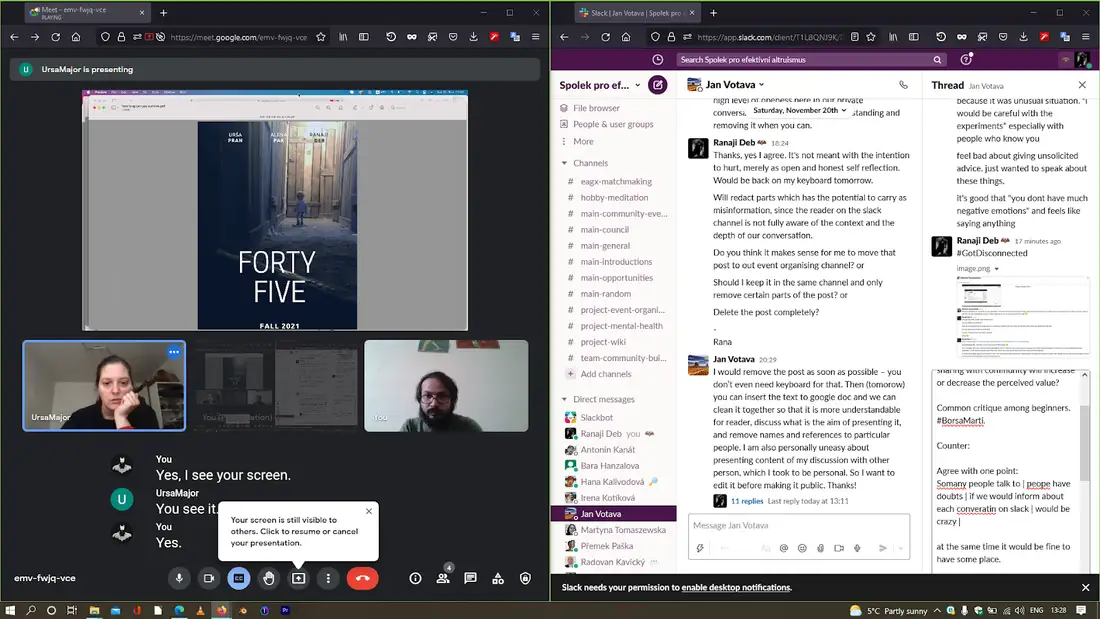 Meet – emv-fwjq-vce
PLAYING
https://meet.google.com/emv-fwjq-vce
U UrsaMajor is presenting
URŠA
PRAN
RANAJI
DEB
FORTY
FIVE
FALL 2021
UrsaMajor
You
You
Yes, I see your screen.
UrsaMajor
You see it.
You
Yes.
Your screen is still visible to
others. Click to resume or cancel
your presentation.
emv-fwjq-vce
4
Slack | Jan Votava | Spolek pro
https://app.slack.com/client/T1L8QNJ9K/
Search Spolek pro efektivní altruismus
Spolek pro ef...
File browser
People & user groups
More
Channels
# eagx-matchmaking
# hobby-meditation
# main-community-eve...
# main-council
# main-general
# main-introductions
# main-opportunities
# main-random
# project-event-organi...
# project-mental-health
# project-wiki
# team-community-bui...
+ Add channels
Direct messages
Slackbot
Ranaji Deb you
Antonín Kanát
Bara Hanzalova
Hana Kalivodová
Irena Kotíková
Jan Votava
Martyna Tomaszewska
Přemek Paška
Radovan Kavický
Jan Votava
high level of openess here in our private
Saturday, November 20th
removing it when you can.
Ranaji Deb 18:24
Thanks, yes I agree. It's not meant with the intention
to hurt, merely as open and honest self reflection.
Would be back on my keyboard tomorrow.
Will redact parts which has the potential to carry as
misinformation, since the reader on the slack
channel is not fully aware of the context and the
depth of our conversation.
Do you think it makes sense for me to move that
post to out event organising channel? or
Should I keep it in the same channel and only
remove certain parts of the post? or
Delete the post completely?
-
Rana
Jan Votava 20:29
I would remove the post as soon as possible – you
don't even need keyboard for that. Then (tomorow)
you can insert the text to google doc and we can
clean it together so that it is more understandable
for reader, discuss what is the aim of presenting it,
and remove names and references to particular
people. I am also personally uneasy about
presenting content of my discussion with other
person, which I took to be personal. So I want to
edit it before making it public. Thanks!
11 replies Last reply today at 13:11
Message Jan Votava
Thread Jan Votava
because it was unusual situation. "I
would be careful with the
experiments" especially with
people who know you
feel bad about giving unsolicited
advice, just wanted to speak about
these things.
it's good that "you dont have much
negative emotions" and feels like
saying anything
Ranaji Deb 17 minutes ago
#GotDisconnected
image.png
sharing with community will increase
or decrease the perceived value?
Common critique among beginners.
#BorsaMarti.
Counter:
Agree with one point:
Somany people talk to | peope have
doubts | if we would inform about
each converatin on slack | would be
crazy |
at the same time it would be fine to
have some place.
Slack needs your permission to enable desktop notifications.
5°C Partly sunny
ENG
13:28